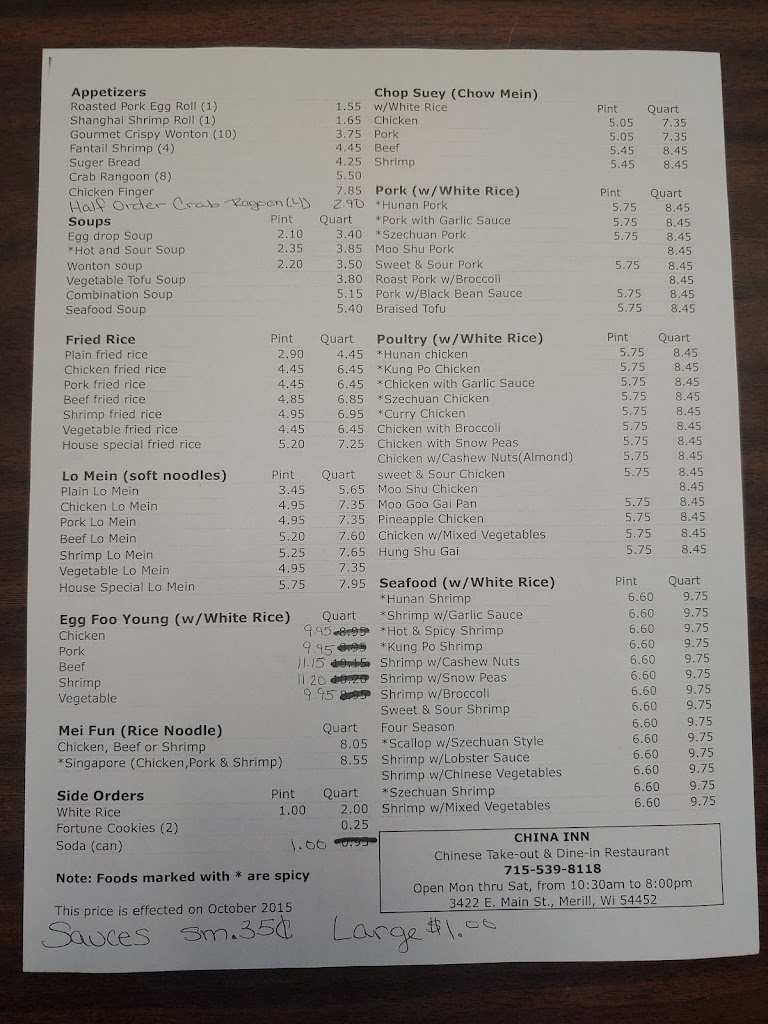 Appetizers
Roasted Pork Egg Roll (1) 1.55
Shanghai Shrimp Roll (1) 1.65
Gourmet Crispy Wonton (10) 3.75
Fantail Shrimp (4) 4.45
Suger Bread 4.25
Crab Rangoon (8) 5.50
Chicken Finger 7.85
Half Order Crab Ragoon (4) 2.90
Soups Pint Quart
Egg drop Soup 2.10 3.40
*Hot and Sour Soup 2.35 3.85
Wonton soup 2.20 3.50
Vegetable Tofu Soup 3.80
Combination Soup 5.15
Seafood Soup 5.40
Fried Rice Pint Quart
Plain fried rice 2.90 4.45
Chicken fried rice 4.45 6.45
Pork fried rice 4.45 6.45
Beef fried rice 4.85 6.85
Shrimp fried rice 4.95 6.95
Vegetable fried rice 4.45 6.45
House special fried rice 5.20 7.25
Lo Mein (soft noodles) Pint Quart
Plain Lo Mein 3.45 5.65
Chicken Lo Mein 4.95 7.35
Pork Lo Mein 4.95 7.35
Beef Lo Mein 5.20 7.60
Shrimp Lo Mein 5.25 7.65
Vegetable Lo Mein 4.95 7.35
House Special Lo Mein 5.75 7.95
Egg Foo Young (w/White Rice) Quart
Chicken 9.95 8.95
Pork 9.95 8.95
Beef 11.15 10.15
Shrimp 11.20 10.20
Vegetable 9.95 8.95
Mei Fun (Rice Noodle) Quart
Chicken, Beef or Shrimp 8.05
*Singapore (Chicken,Pork & Shrimp) 8.55
Side Orders Pint Quart
White Rice 1.00 2.00
Fortune Cookies (2) 0.25
Soda (can) 1.00 0.95
Note: Foods marked with * are spicy
This price is effected on October 2015
Sauces sm.35¢ Large $1.00
Chop Suey (Chow Mein)
w/White Rice Pint Quart
Chicken 5.05 7.35
Pork 5.05 7.35
Beef 5.45 8.45
Shrimp 5.45 8.45
Pork (w/White Rice) Pint Quart
*Hunan Pork 5.75 8.45
*Pork with Garlic Sauce 5.75 8.45
*Szechuan Pork 5.75 8.45
Moo Shu Pork 8.45
Sweet & Sour Pork 5.75 8.45
Roast Pork w/Broccoli 8.45
Pork w/Black Bean Sauce 5.75 8.45
Braised Tofu 5.75 8.45
Poultry (w/White Rice) Pint Quart
*Hunan chicken 5.75 8.45
*Kung Po Chicken 5.75 8.45
*Chicken with Garlic Sauce 5.75 8.45
*Szechuan Chicken 5.75 8.45
*Curry Chicken 5.75 8.45
Chicken with Broccoli 5.75 8.45
Chicken with Snow Peas 5.75 8.45
Chicken w/Cashew Nuts(Almond) 5.75 8.45
sweet & Sour Chicken 5.75 8.45
Moo Shu Chicken 8.45
Moo Goo Gai Pan 5.75 8.45
Pineapple Chicken 5.75 8.45
Chicken w/Mixed Vegetables 5.75 8.45
Hung Shu Gai 5.75 8.45
Seafood (w/White Rice) Pint Quart
*Hunan Shrimp 6.60 9.75
*Shrimp w/Garlic Sauce 6.60 9.75
*Hot & Spicy Shrimp 6.60 9.75
*Kung Po Shrimp 6.60 9.75
Shrimp w/Cashew Nuts 6.60 9.75
Shrimp w/Snow Peas 6.60 9.75
Shrimp w/Broccoli 6.60 9.75
Sweet & Sour Shrimp 6.60 9.75
Four Season 6.60 9.75
*Scallop w/Szechuan Style 6.60 9.75
Shrimp w/Lobster Sauce 6.60 9.75
Shrimp w/Chinese Vegetables 6.60 9.75
*Szechuan Shrimp 6.60 9.75
Shrimp w/Mixed Vegetables 6.60 9.75
CHINA INN
Chinese Take-out & Dine-in Restaurant
715-539-8118
Open Mon thru Sat, from 10:30am to 8:00pm
3422 E. Main St., Merill, Wi 54452